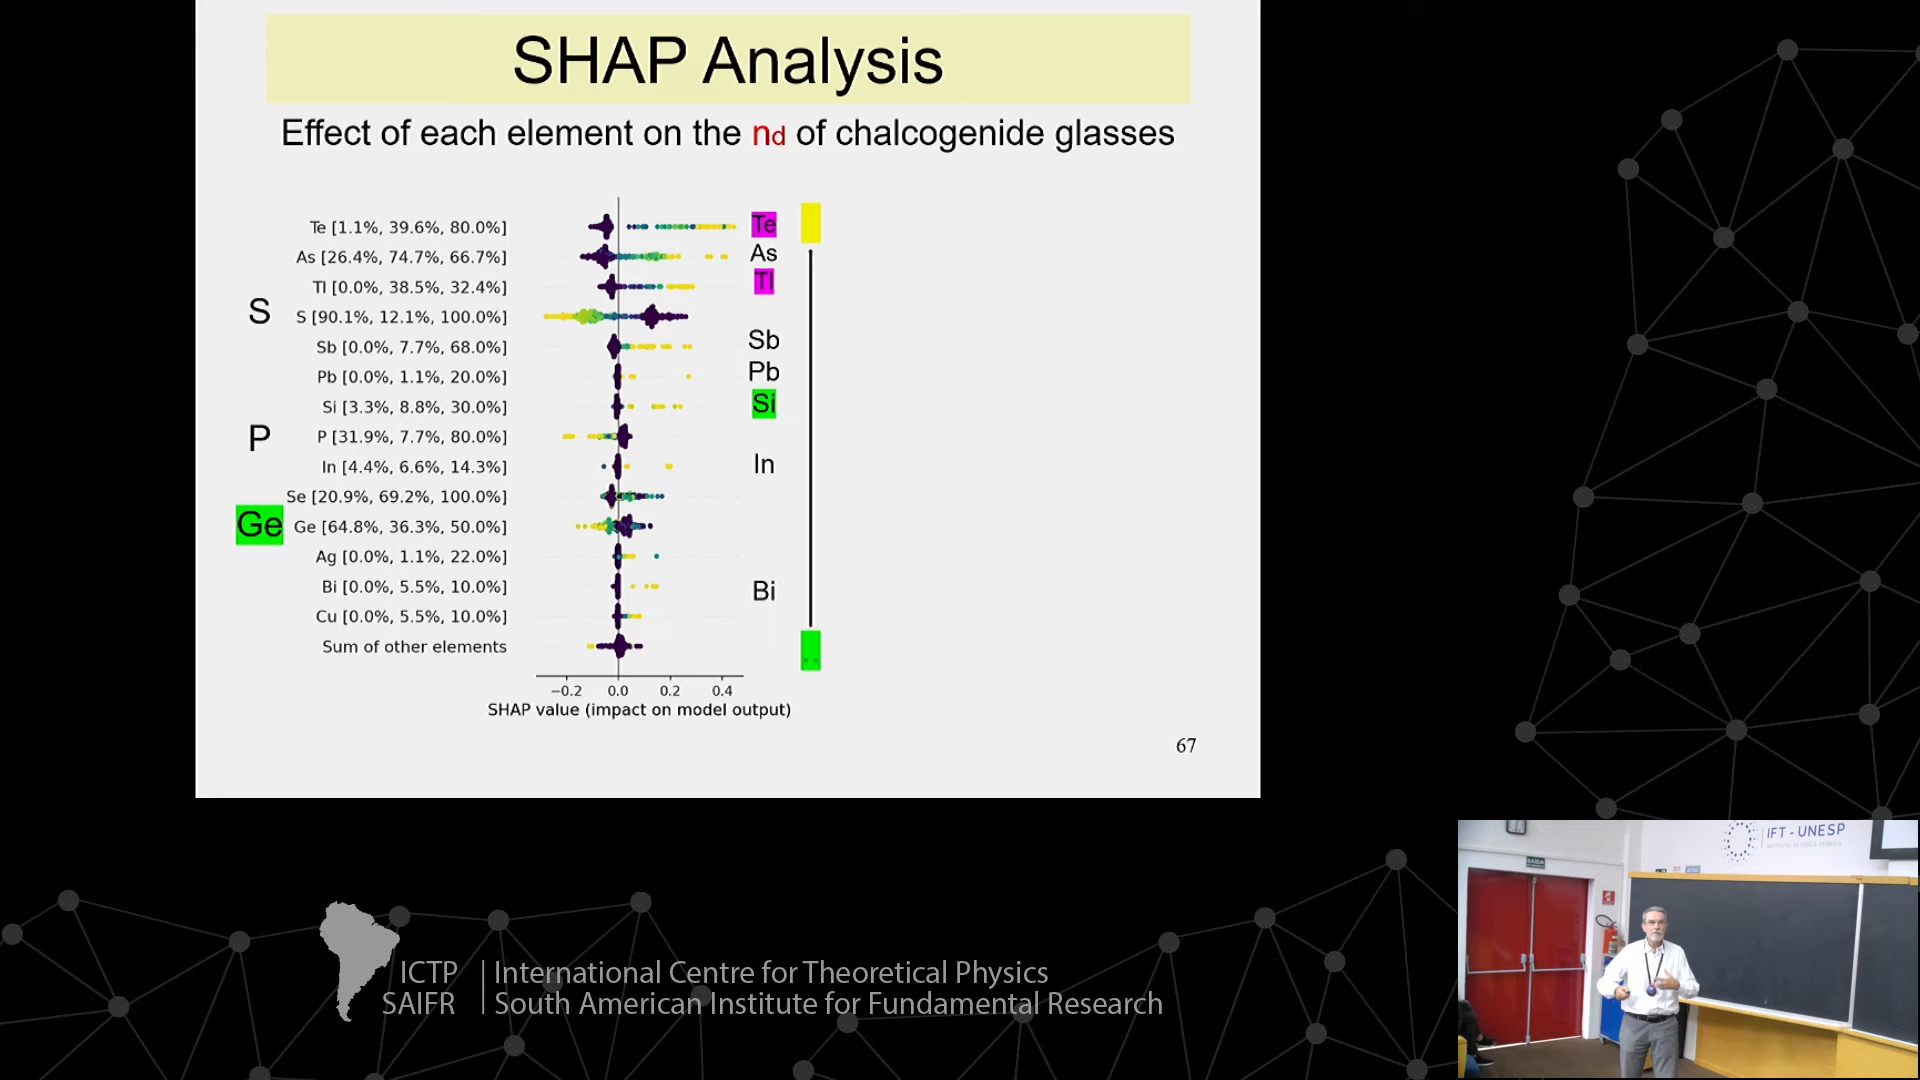 SHAP Analysis
Effect of each element on the nd of chalcogenide glasses
Te [1.1%, 39.6%, 80.0%]
Te
As [26.4%, 74.7%, 66.7%]
As
Tl [0.0%, 38.5%, 32.4%]
Tl
S
S [90.1%, 12.1%, 100.0%]
Sb [0.0%, 7.7%, 68.0%]
Sb
Pb [0.0%, 1.1%, 20.0%]
Pb
Si [3.3%, 8.8%, 30.0%]
Si
P
P [31.9%, 7.7%, 80.0%]
In [4.4%, 6.6%, 14.3%]
In
Se [20.9%, 69.2%, 100.0%]
Ge
Ge [64.8%, 36.3%, 50.0%]
Ag [0.0%, 1.1%, 22.0%]
Bi [0.0%, 5.5%, 10.0%]
Bi
Cu [0.0%, 5.5%, 10.0%]
Sum of other elements
−0.2 0.0 0.2 0.4
SHAP value (impact on model output)
67
ICTP
SAIFR
International Centre for Theoretical Physics
South American Institute for Fundamental Research
IFT - UNESP
SAÍDA